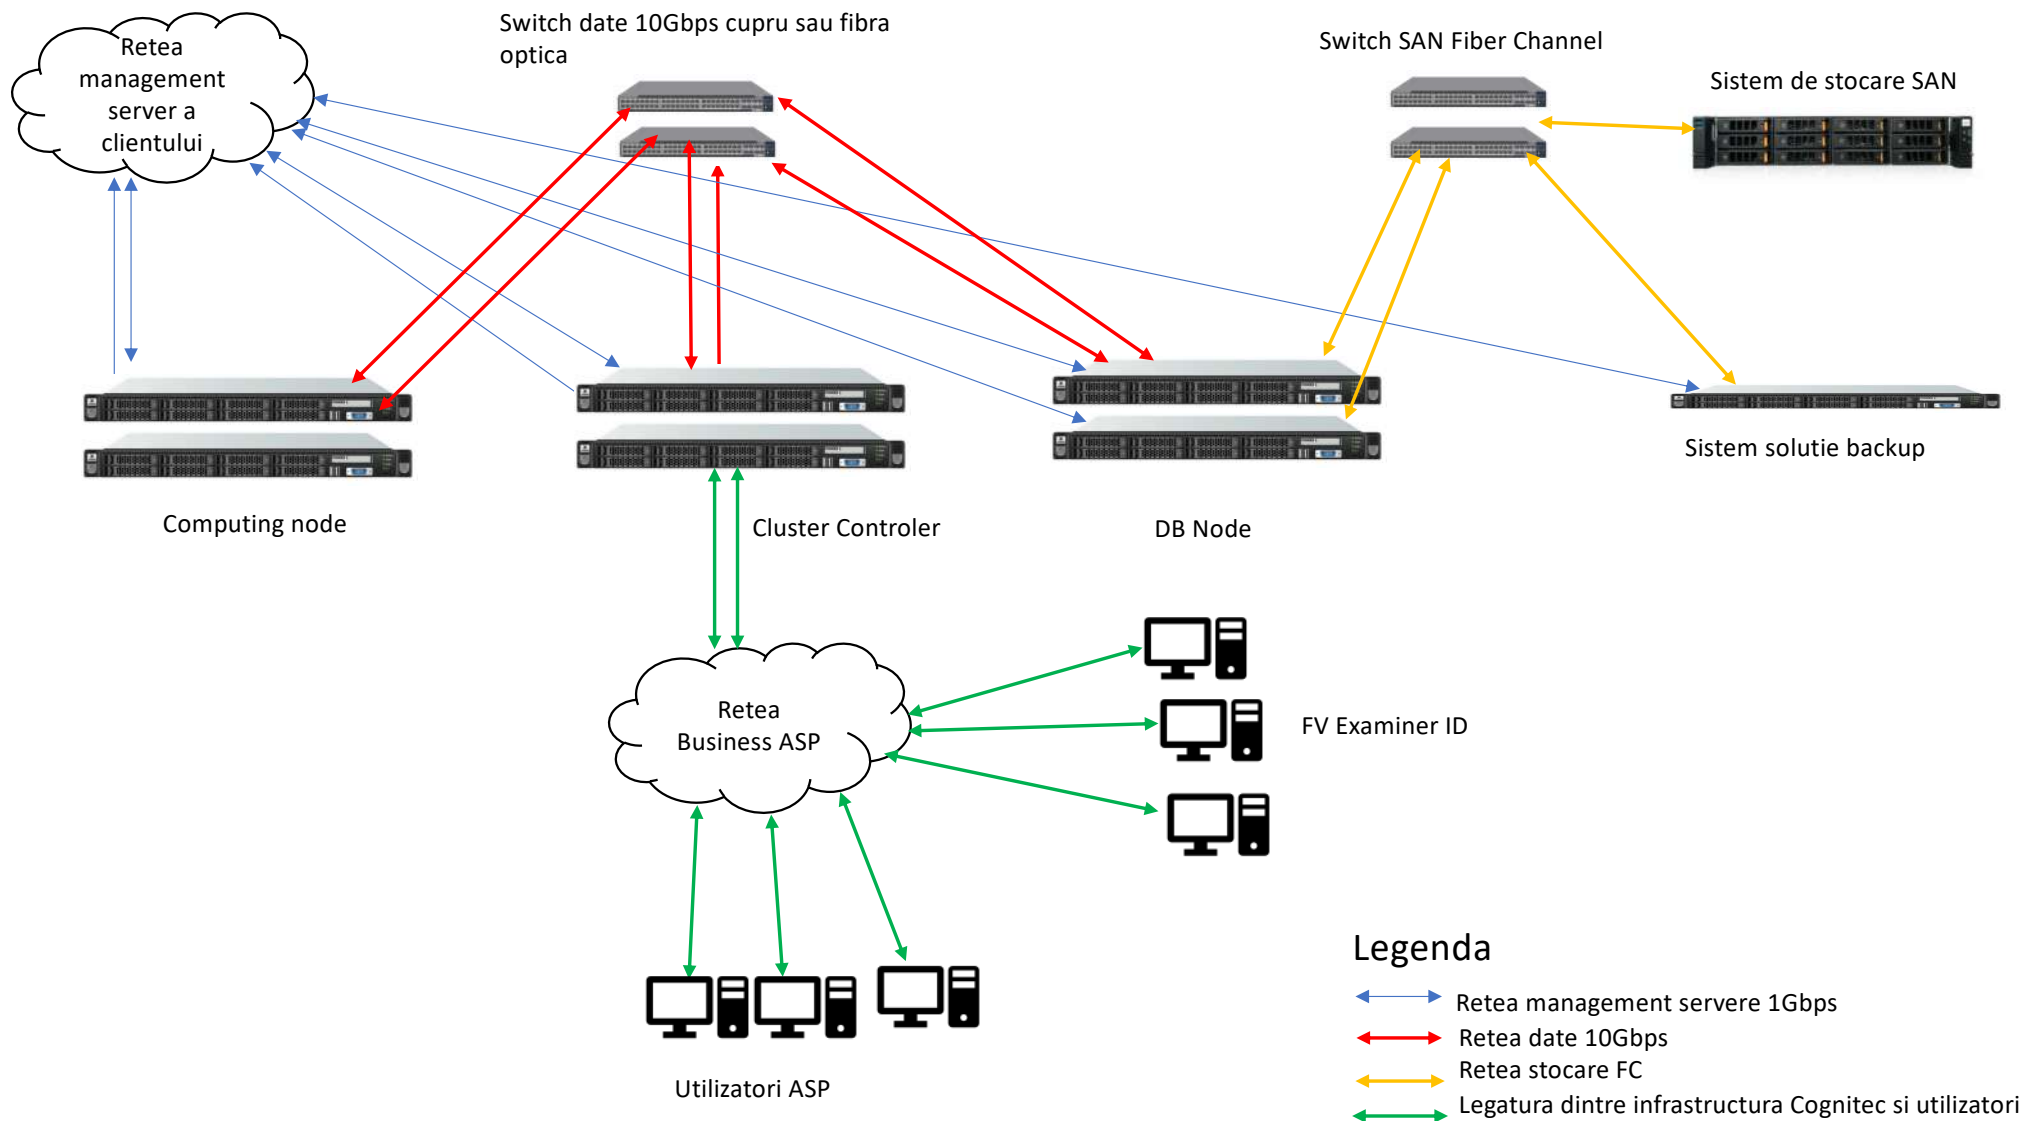 Retea
management
server a
clientului
Switch date 10Gbps cupru sau fibra
optica
Switch SAN Fiber Channel
Sistem de stocare SAN
Sistem solutie backup
Computing node
Cluster Controler
DB Node
Retea
Business ASP
FV Examiner ID
Utilizatori ASP
Legenda
Retea management servere 1Gbps
Retea date 10Gbps
Retea stocare FC
Legatura dintre infrastructura Cognitec si utilizatori